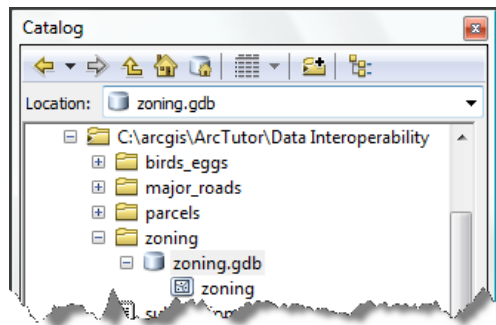 Catalog
Location: zoning.gdb
C:\arcgis\ArcTutor\Data Interoperability
birds_eggs
major_roads
parcels
zoning
zoning.gdb
zoning